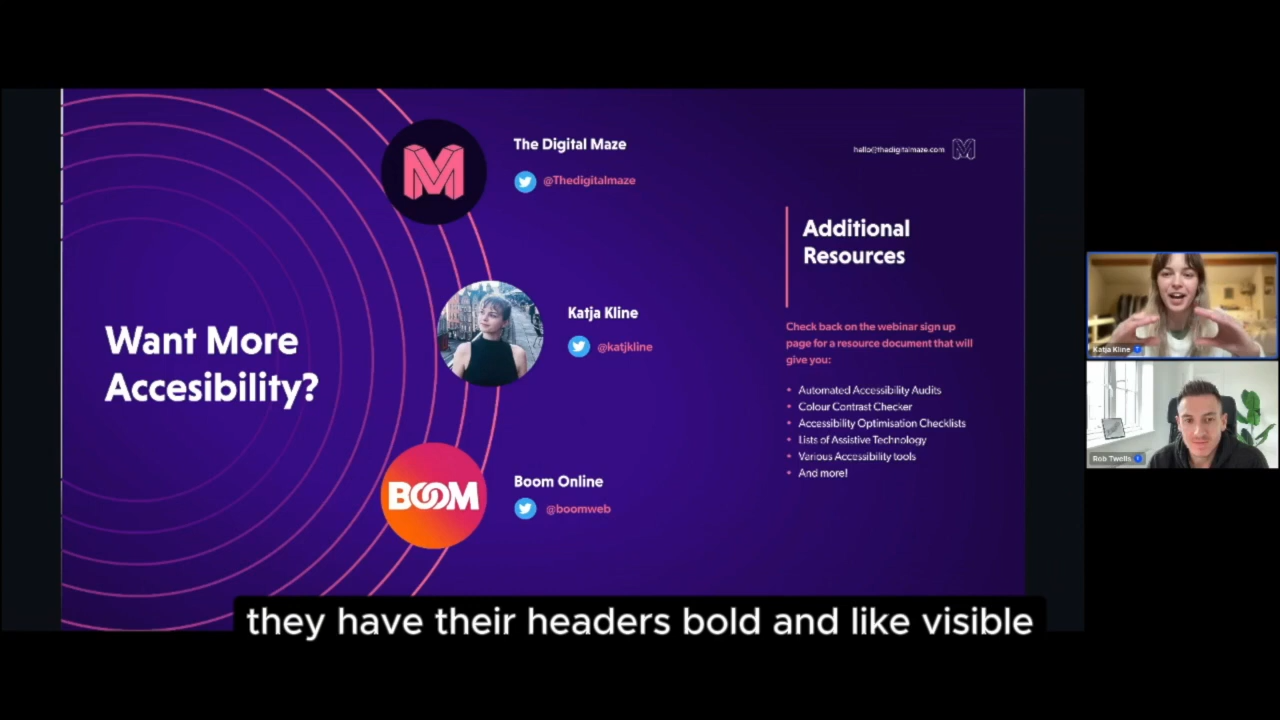 Want More
Accesibility?
M
The Digital Maze
@Thedigitalmaze
Katja Kline
@katjkline
BOOM
Boom Online
@boomweb
hello@thedigitalmaze.com
Additional
Resources
Check back on the webinar sign up
page for a resource document that will
give you:
• Automated Accessibility Audits
• Colour Contrast Checker
• Accessibility Optimisation Checklists
• Lists of Assistive Technology
• Various Accessibility tools
• And more!
Katja Kline
Rob Twells
they have their headers bold and like visible